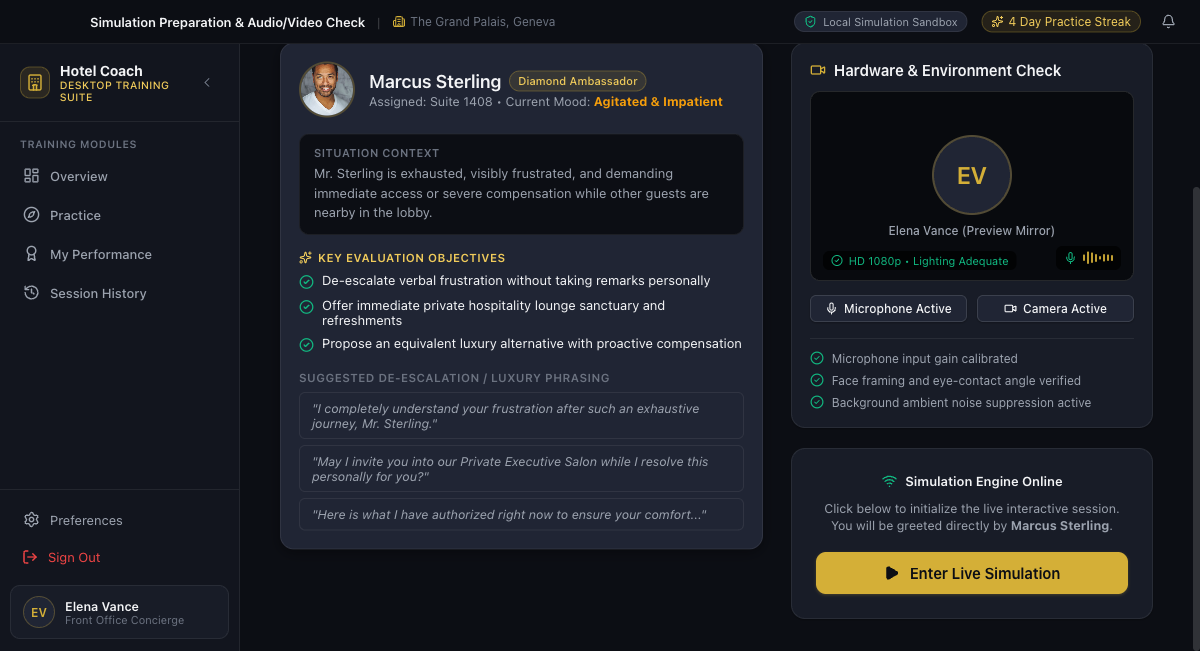 Simulation Preparation & Audio/Video Check
The Grand Palais, Geneva
Local Simulation Sandbox
4 Day Practice Streak
Hotel Coach
DESKTOP TRAINING
SUITE
TRAINING MODULES
Overview
Practice
My Performance
Session History
Preferences
Sign Out
EV
Elena Vance
Front Office Concierge
Marcus Sterling
Diamond Ambassador
Assigned: Suite 1408 • Current Mood: Agitated & Impatient
SITUATION CONTEXT
Mr. Sterling is exhausted, visibly frustrated, and demanding
immediate access or severe compensation while other guests are
nearby in the lobby.
KEY EVALUATION OBJECTIVES
De-escalate verbal frustration without taking remarks personally
Offer immediate private hospitality lounge sanctuary and
refreshments
Propose an equivalent luxury alternative with proactive compensation
SUGGESTED DE-ESCALATION / LUXURY PHRASING
"I completely understand your frustration after such an exhaustive
journey, Mr. Sterling."
"May I invite you into our Private Executive Salon while I resolve this
personally for you?"
"Here is what I have authorized right now to ensure your comfort..."
Hardware & Environment Check
EV
Elena Vance (Preview Mirror)
HD 1080p • Lighting Adequate
Microphone Active
Camera Active
Microphone input gain calibrated
Face framing and eye-contact angle verified
Background ambient noise suppression active
Simulation Engine Online
Click below to initialize the live interactive session.
You will be greeted directly by Marcus Sterling.
Enter Live Simulation